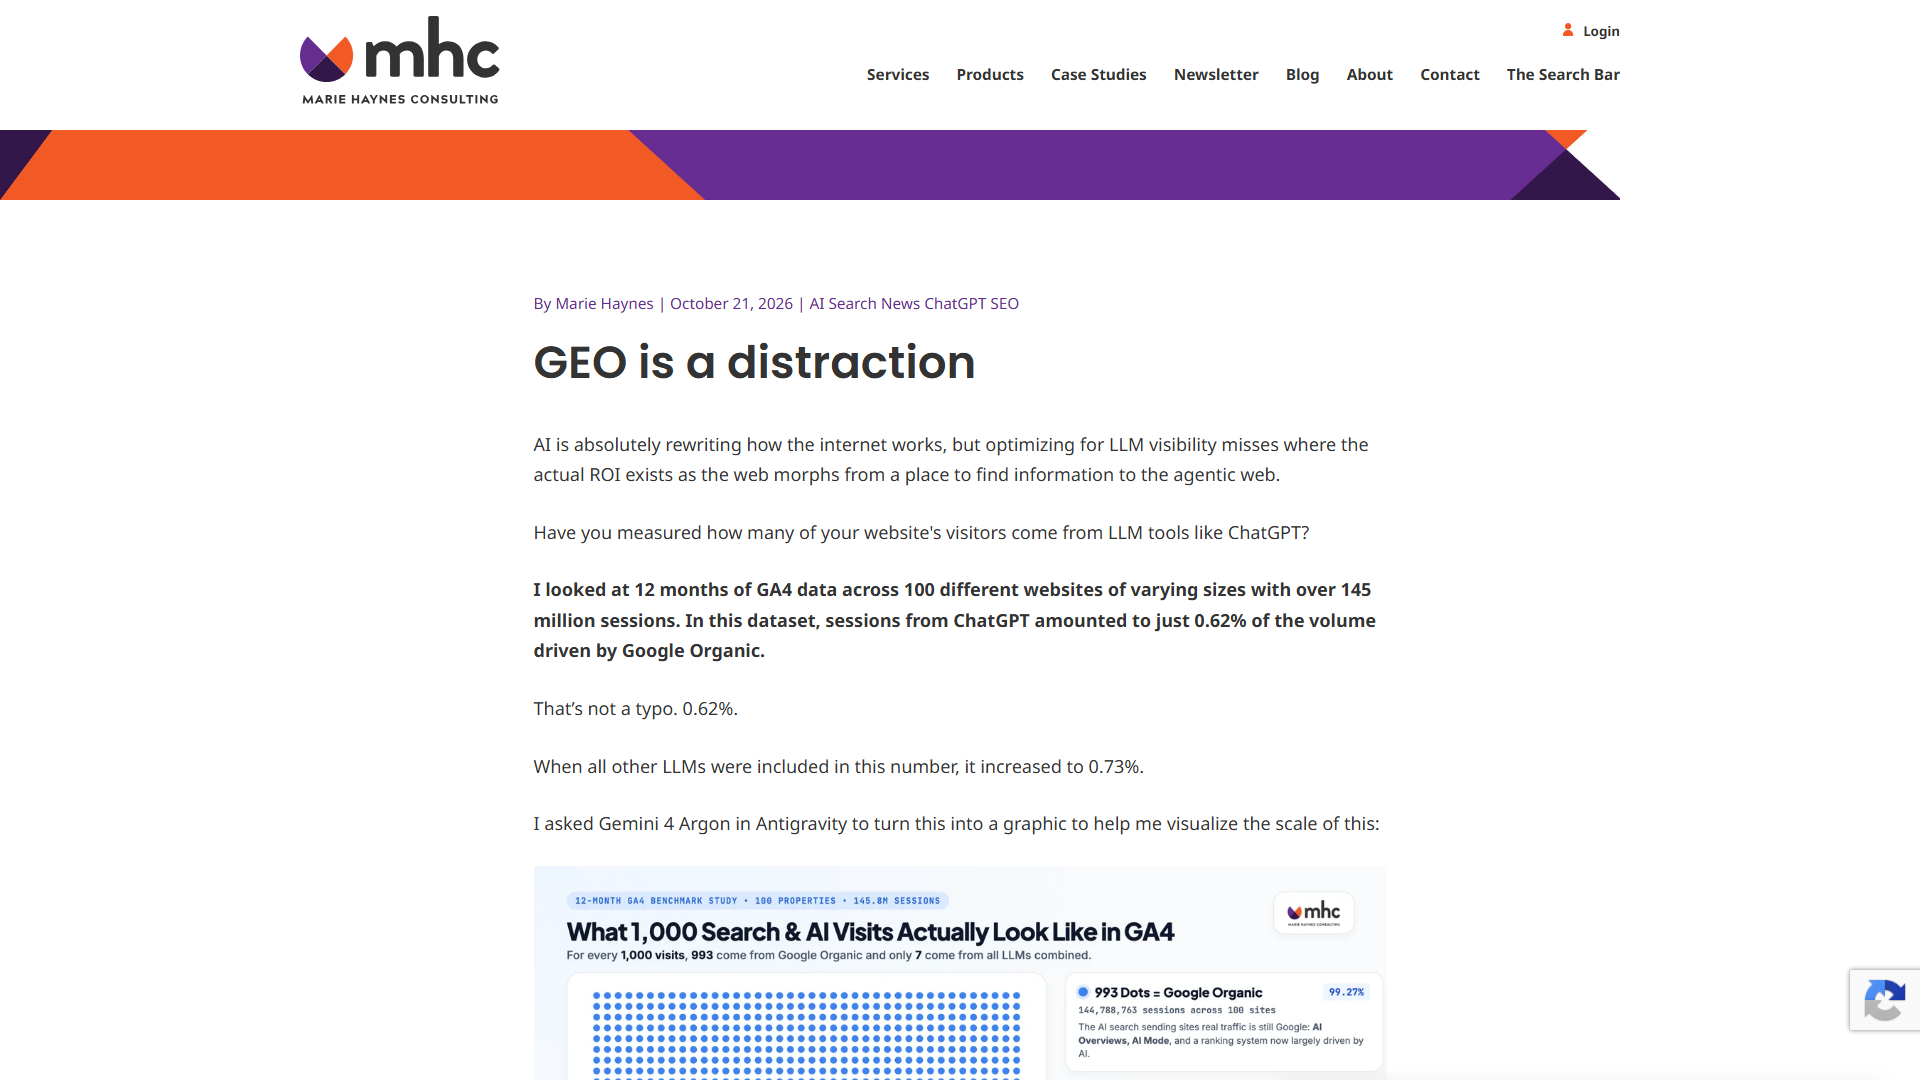 mhc
MARIE HAYNES CONSULTING
Login
Services Products Case Studies Newsletter Blog About Contact The Search Bar
By Marie Haynes | October 21, 2026 | AI Search News ChatGPT SEO
GEO is a distraction
AI is absolutely rewriting how the internet works, but optimizing for LLM visibility misses where the
actual ROI exists as the web morphs from a place to find information to the agentic web.
Have you measured how many of your website's visitors come from LLM tools like ChatGPT?
I looked at 12 months of GA4 data across 100 different websites of varying sizes with over 145
million sessions. In this dataset, sessions from ChatGPT amounted to just 0.62% of the volume
driven by Google Organic.
That’s not a typo. 0.62%.
When all other LLMs were included in this number, it increased to 0.73%.
I asked Gemini 4 Argon in Antigravity to turn this into a graphic to help me visualize the scale of this:
12-MONTH GA4 BENCHMARK STUDY • 100 PROPERTIES • 145.8M SESSIONS
What 1,000 Search & AI Visits Actually Look Like in GA4
For every 1,000 visits, 993 come from Google Organic and only 7 come from all LLMs combined.
mhc
MARIE HAYNES CONSULTING
993 Dots = Google Organic
99.27%
144,788,763 sessions across 100 sites
The AI search sending sites real traffic is still Google: AI
Overviews, AI Mode, and a ranking system now largely driven by
AI.